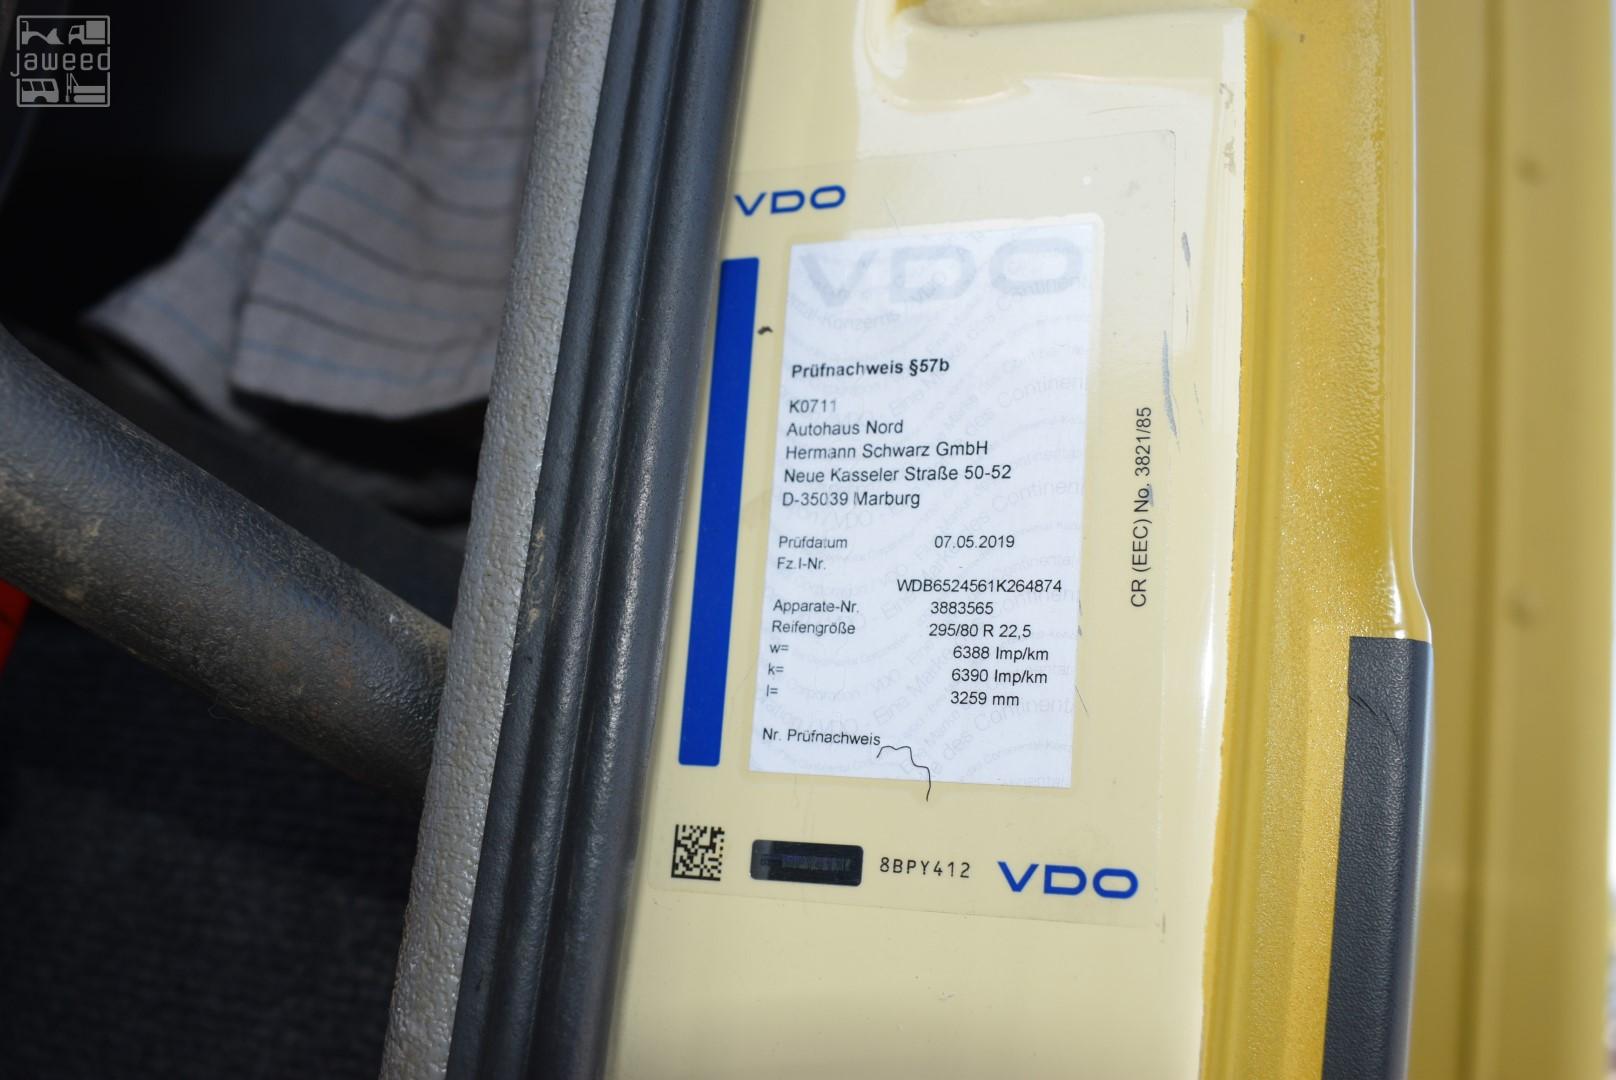 jaweed
VDO
VDO
Prüfnachweis §57b
K0711
Autohaus Nord
Hermann Schwarz GmbH
Neue Kasseler Straße 50-52
D-35039 Marburg
Prüfdatum 07.05.2019
Fz.I-Nr.
WDB6524561K264874
Apparate-Nr. 3883565
Reifengröße 295/80 R 22,5
w= 6388 Imp/km
k= 6390 Imp/km
l= 3259 mm
Nr. Prüfnachweis
CR (EEC) No. 3821/85
8BPY412 VDO